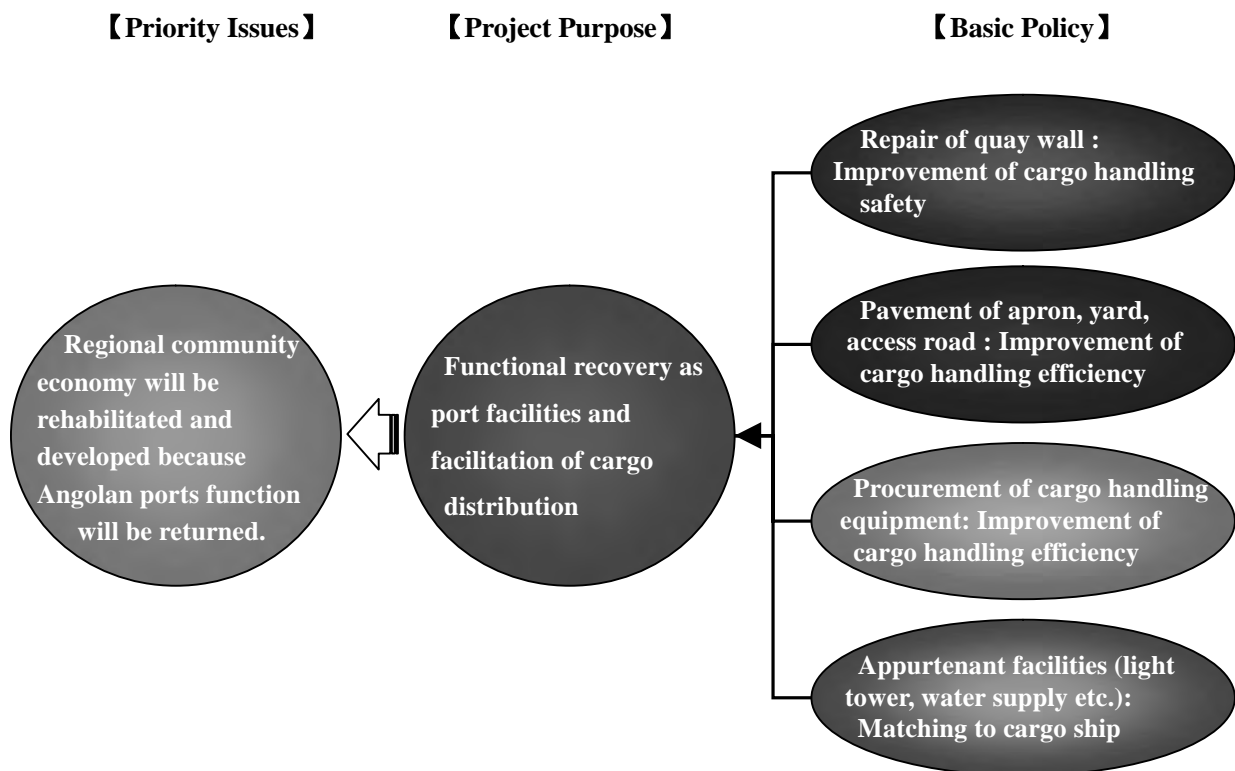 【Priority Issues】
【Project Purpose】
【Basic Policy】
Regional community
economy will be
rehabilitated and
developed because
Angolan ports function
will be returned.
Functional recovery as
port facilities and
facilitation of cargo
distribution
Repair of quay wall :
Improvement of cargo handling
safety
Pavement of apron, yard,
access road : Improvement of
cargo handling efficiency
Procurement of cargo handling
equipment: Improvement of
cargo handling efficiency
Appurtenant facilities (light
tower, water supply etc.):
Matching to cargo ship